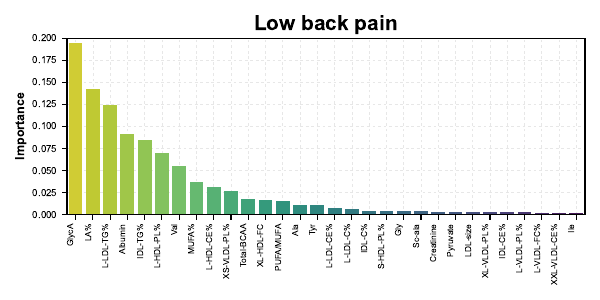 Low back pain
Importance
0.200
0.175
0.150
0.125
0.100
0.075
0.050
0.025
0.000
GlycA
LA%
L-LDL-TG%
Albumin
IDL-TG%
L-HDL-PL%
Val
MUFA%
L-HDL-CE%
XS-VLDL-PL%
Total-BCAA
XL-HDL-FC
PUFA/MUFA
Ala
Tyr
L-LDL-CE%
L-LDL-C%
IDL-C%
S-HDL-PL%
Gly
So-ala
Creatinine
Pyruvate
LDL-size
XL-VLDL-PL%
IDL-CE%
L-VLDL-PL%
L-VLDL-FC%
XXL-VLDL-CE%
Ile